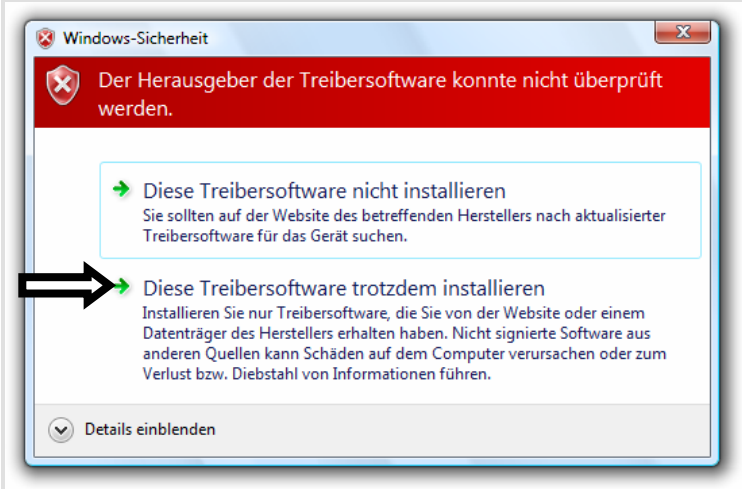 Windows-Sicherheit
Der Herausgeber der Treibersoftware konnte nicht überprüft
werden.
Diese Treibersoftware nicht installieren
Sie sollten auf der Website des betreffenden Herstellers nach aktualisierter
Treibersoftware für das Gerät suchen.
Diese Treibersoftware trotzdem installieren
Installieren Sie nur Treibersoftware, die Sie von der Website oder einem
Datenträger des Herstellers erhalten haben. Nicht signierte Software aus
anderen Quellen kann Schäden auf dem Computer verursachen oder zum
Verlust bzw. Diebstahl von Informationen führen.
Details einblenden